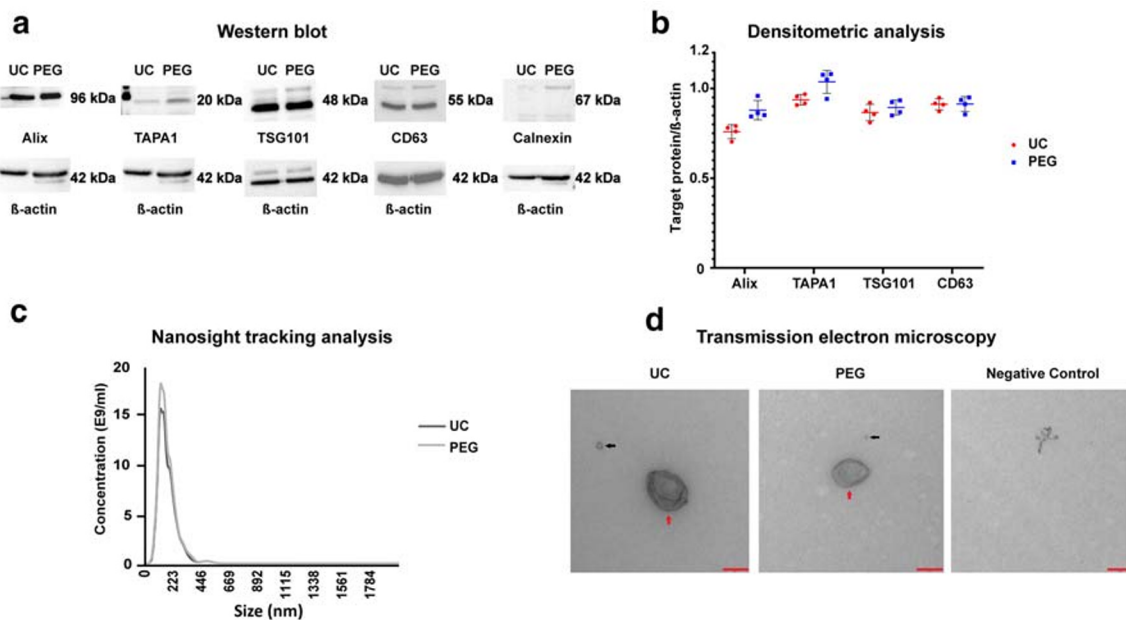 a
Western blot
UC PEG
UC PEG
UC PEG
UC PEG
UC PEG
96 kDa
20 kDa
48 kDa
55 kDa
67 kDa
Alix
TAPA1
TSG101
CD63
Calnexin
42 kDa
42 kDa
42 kDa
42 kDa
42 kDa
ß-actin
ß-actin
ß-actin
ß-actin
ß-actin
b
Densitometric analysis
Target protein/ß-actin
1.2
1.0
0.5
0
Alix
TAPA1
TSG101
CD63
UC
PEG
c
Nanosight tracking analysis
Concentration (E9/ml)
20
15
10
5
0
0
223
446
669
892
1115
1338
1561
1784
Size (nm)
UC
PEG
d
Transmission electron microscopy
UC
PEG
Negative Control